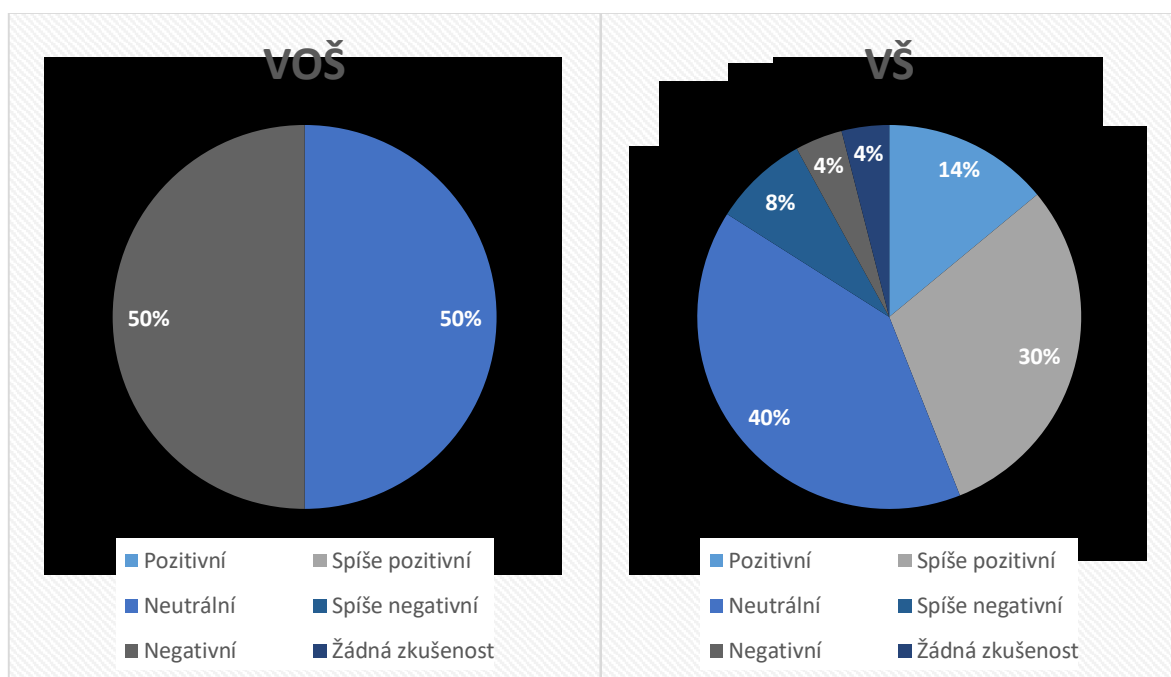 VOŠ
50%
50%
Pozitivní
Spíše pozitivní
Neutrální
Spíše negativní
Negativní
Žádná zkušenost
VŠ
4%
4%
14%
8%
30%
40%
Pozitivní
Spíše pozitivní
Neutrální
Spíše negativní
Negativní
Žádná zkušenost